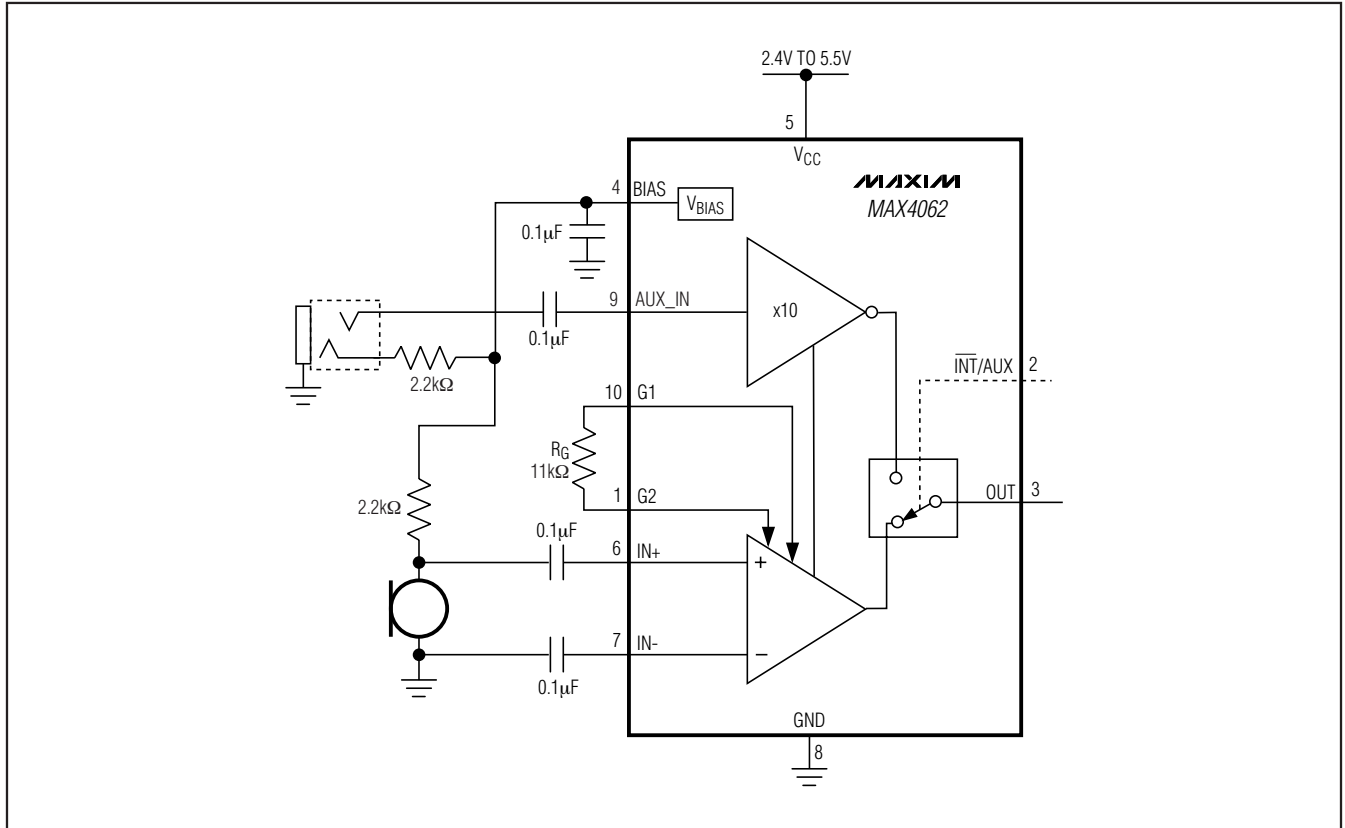 2.4V TO 5.5V
5
VCC
MAXIM
MAX4062
4
BIAS
VBIAS
0.1µF
9
AUX_IN
x10
0.1µF
2.2kΩ
INT/AUX
2
10
G1
RG
11kΩ
1
G2
OUT
3
2.2kΩ
0.1µF
6
IN+
+
7
IN-
−
0.1µF
GND
8